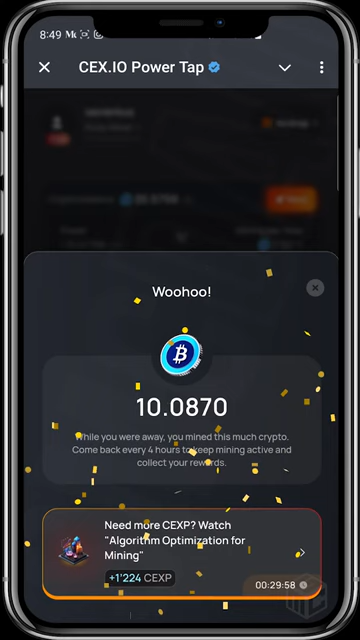 8:49
CEX.IO Power Tap
Woohoo!
10.0870
While you were away, you mined this much crypto.
Come back every 4 hours to keep mining active and
collect your rewards.
Need more CEXP? Watch
"Algorithm Optimization for
Mining"
+1'224 CEXP
00:29:58